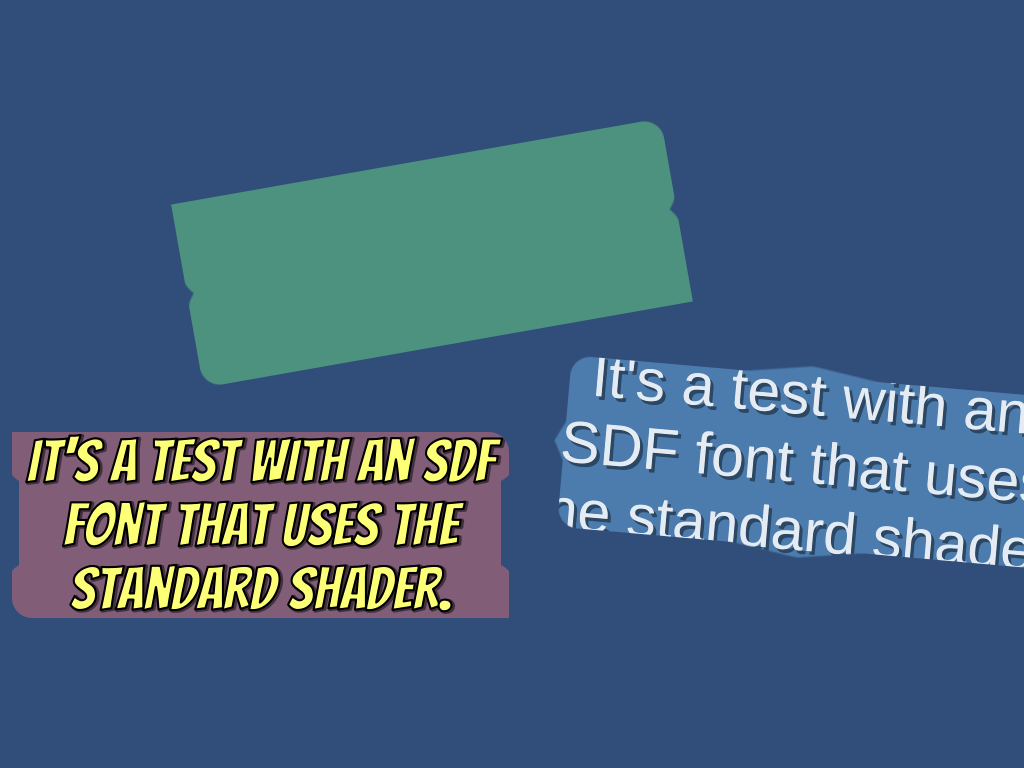 It's a test with an
SDF font that uses
he standard shade
IT'S A TEST WITH AN SDF
FONT THAT USES THE
STANDARD SHADER.